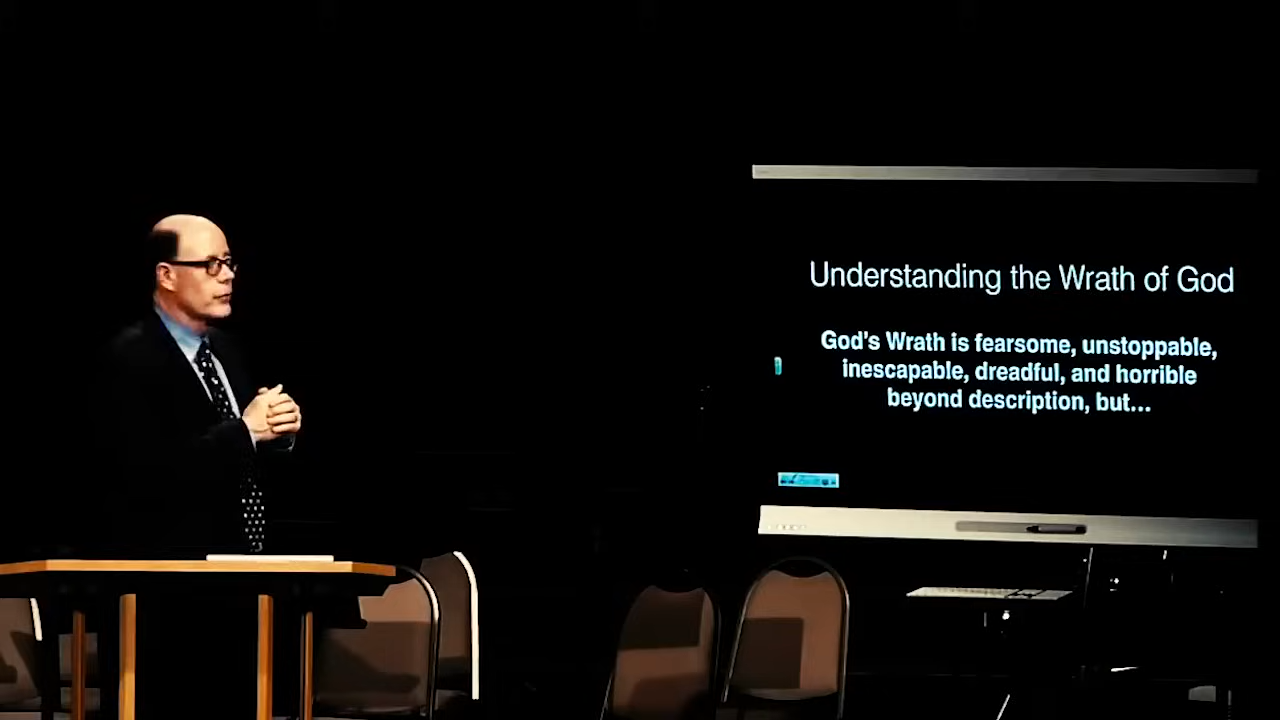 Understanding the Wrath of God
God's Wrath is fearsome, unstoppable,
inescapable, dreadful, and horrible
beyond description, but...